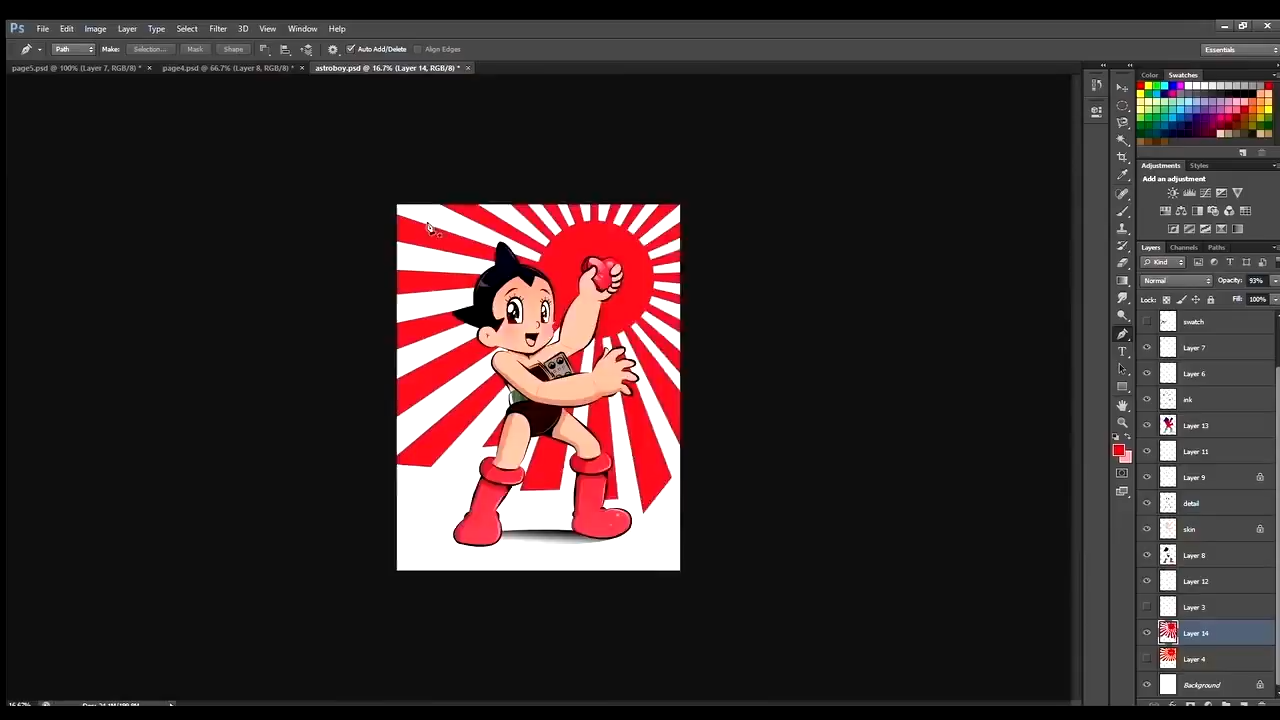 Ps File Edit Image Layer Type Select Filter 3D View Window Help
Path Make: Selection... Mask Shape Auto Add/Delete Align Edges Essentials
page5.psd @ 100% (Layer 7, RGB/8) * × page4.psd @ 66.7% (Layer 8, RGB/8) * × astroboy.psd @ 16.7% (Layer 14, RGB/8) * ×
Color Swatches
Adjustments Styles
Add an adjustment
Layers Channels Paths
Kind
Normal Opacity: 93%
Lock: Fill: 100%
swatch
Layer 7
Layer 6
ink
Layer 13
Layer 11
Layer 9
detail
skin
Layer 8
Layer 12
Layer 3
Layer 14
Layer 4
Background